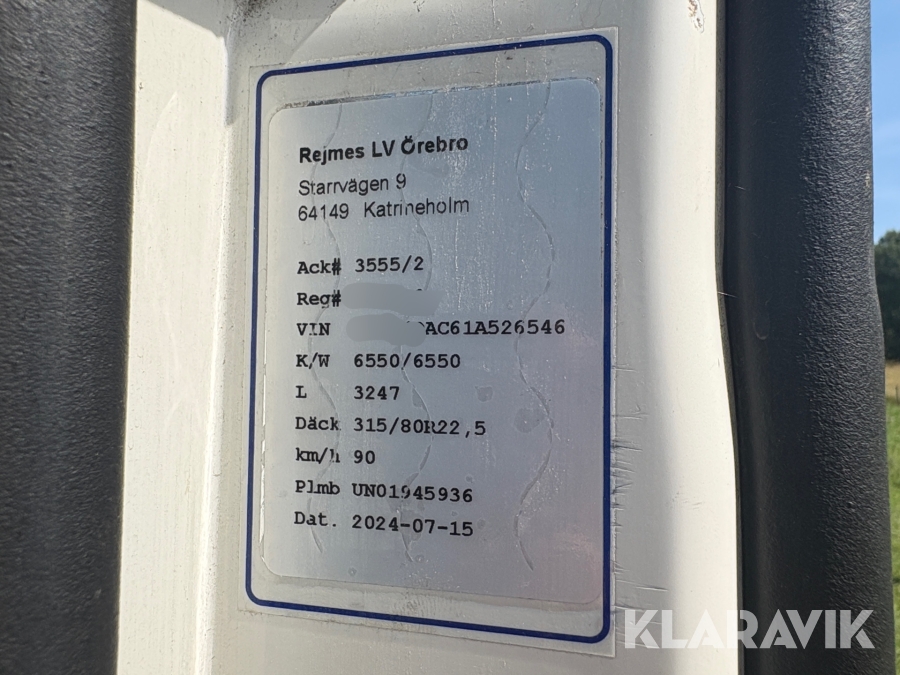 Rejmes LV Örebro
Starrvägen 9
64149 Katrineholm
Ack# 3555/2
Reg#
VIN AC61A526546
K/W 6550/6550
L 3247
Däck 315/80R22,5
km/h 90
Plmb UN01945936
Dat. 2024-07-15
KLARAVIK